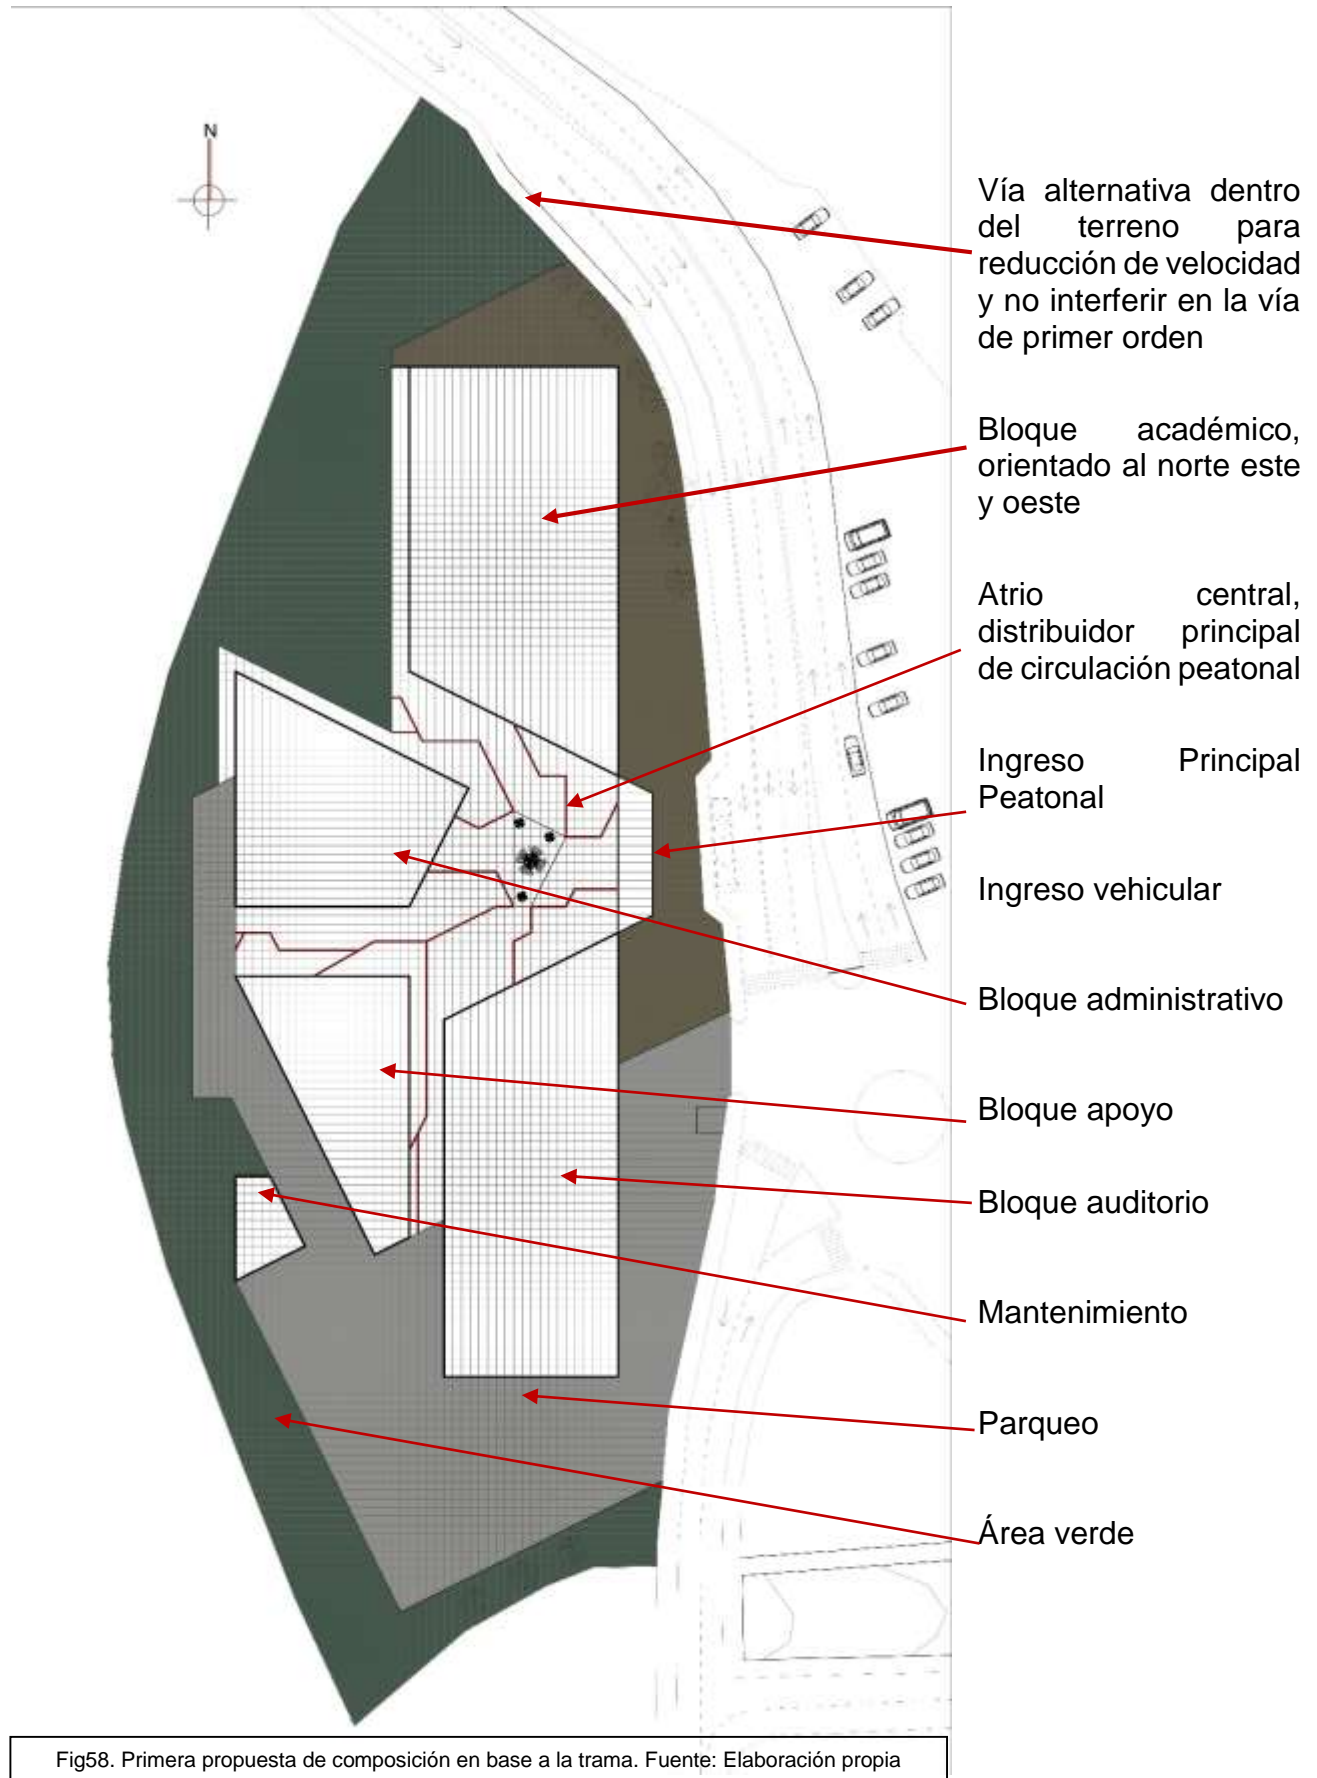 N
Vía alternativa dentro
del terreno para
reducción de velocidad
y no interferir en la vía
de primer orden
Bloque académico,
orientado al norte este
y oeste
Atrio central,
distribuidor principal
de circulación peatonal
Ingreso Principal
Peatonal
Ingreso vehicular
Bloque administrativo
Bloque apoyo
Bloque auditorio
Mantenimiento
Parqueo
Área verde
Fig58. Primera propuesta de composición en base a la trama. Fuente: Elaboración propia